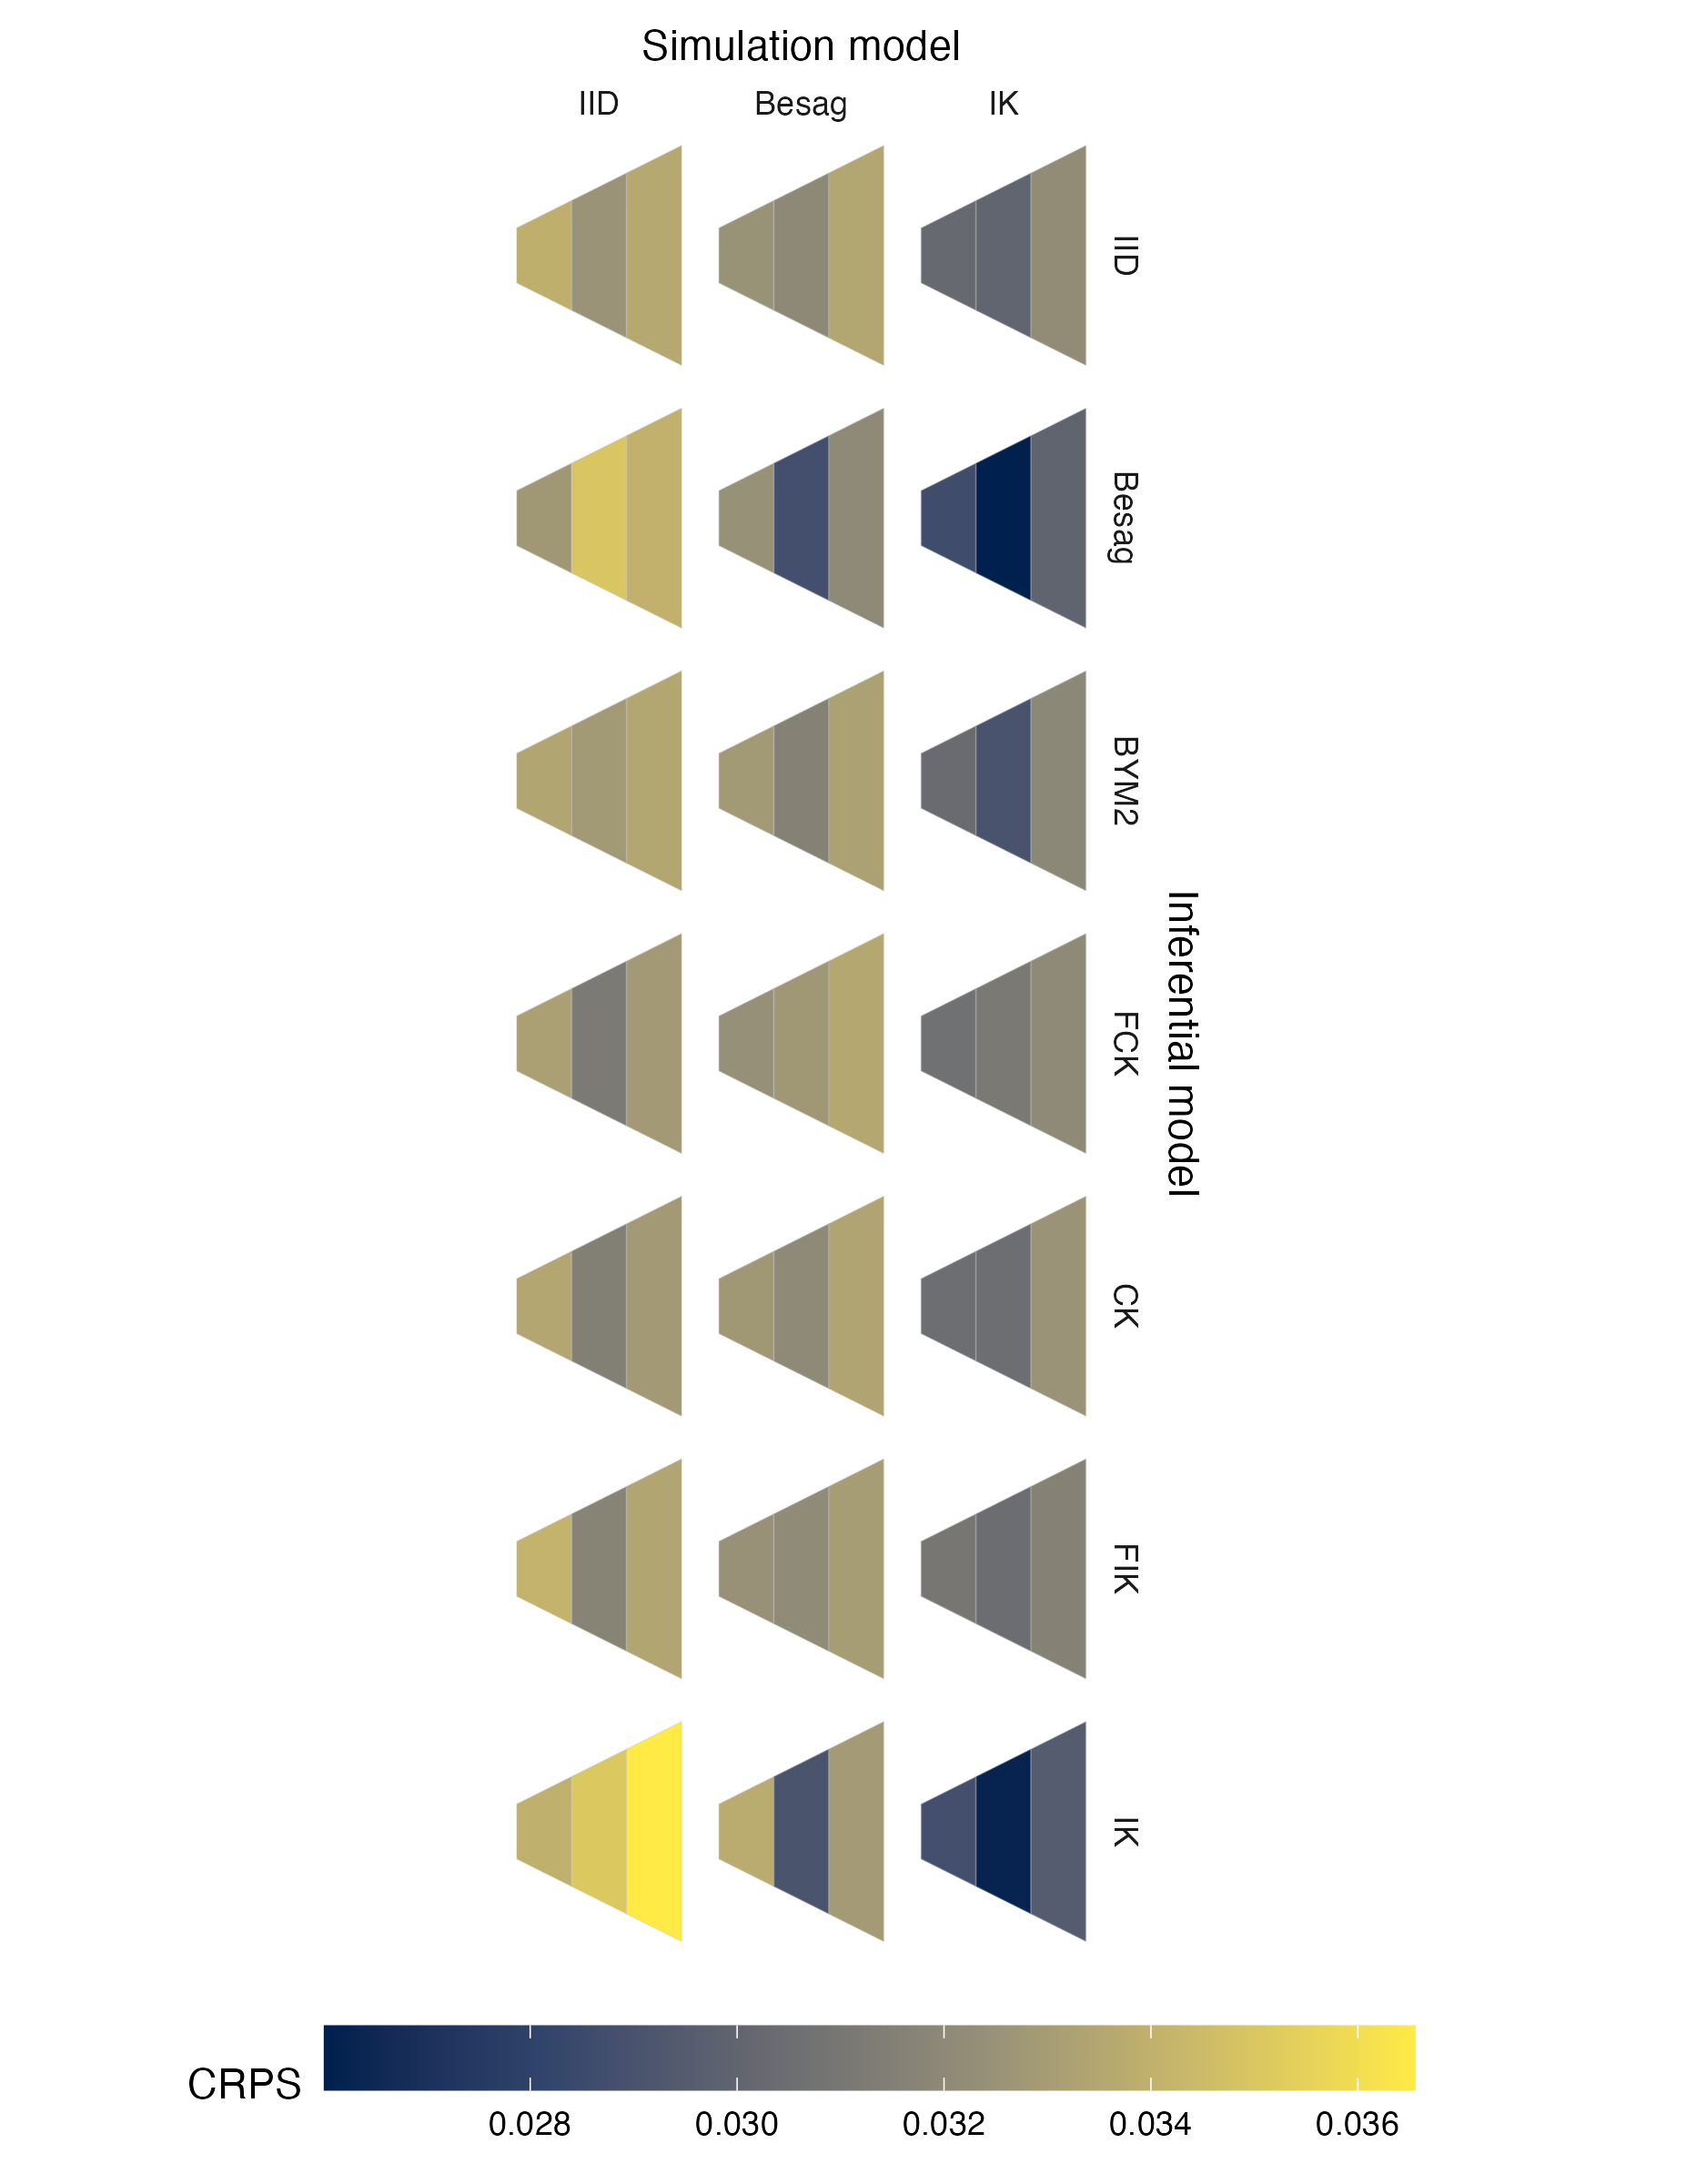 Simulation model
IID Besag IK
IID
Besag
BYM2
FCK
CK
FIK
IK
Inferential model
CRPS
0.028 0.030 0.032 0.034 0.036